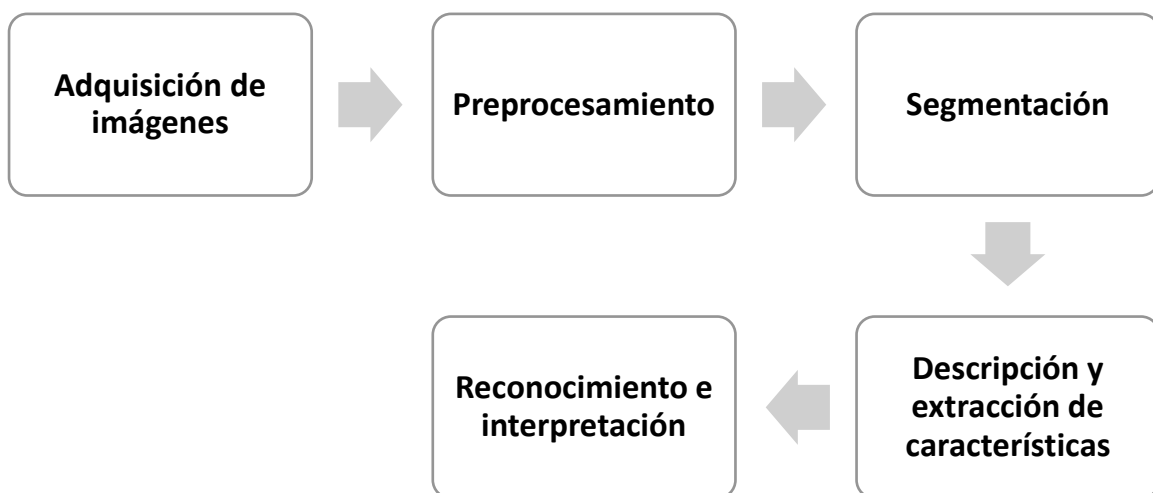 Adquisición de
imágenes
Preprocesamiento
Segmentación
Descripción y
extracción de
características
Reconocimiento e
interpretación